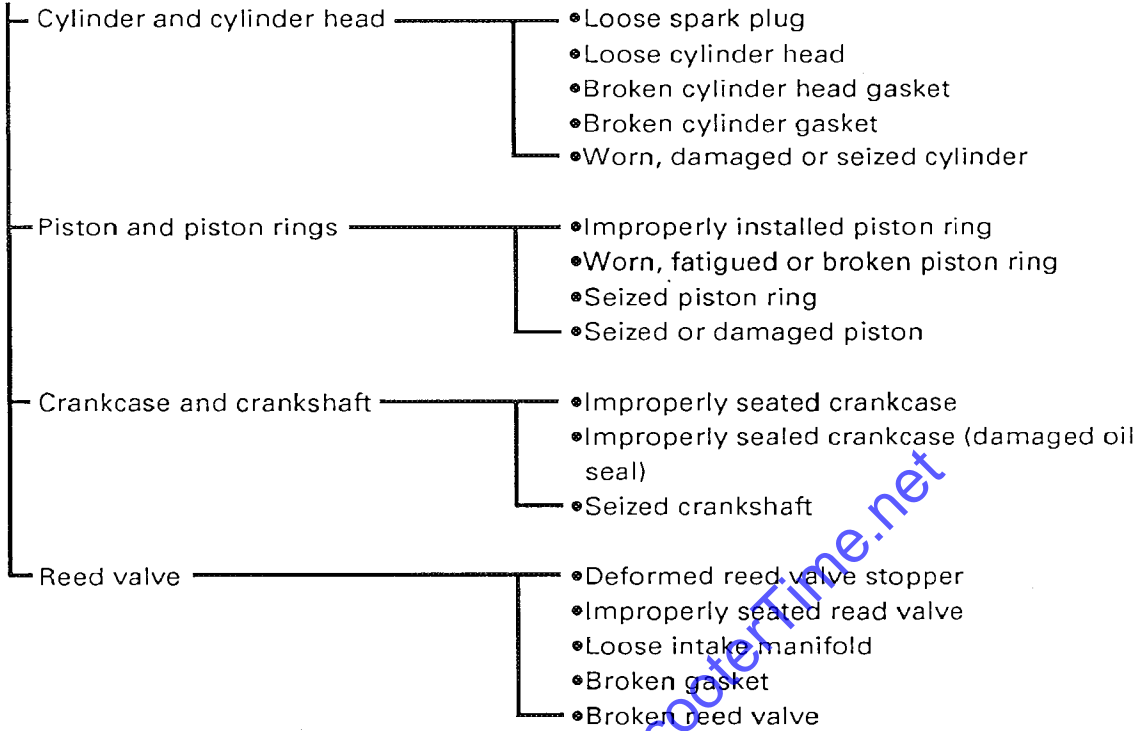 Cylinder and cylinder head
•Loose spark plug
•Loose cylinder head
•Broken cylinder head gasket
•Broken cylinder gasket
•Worn, damaged or seized cylinder
Piston and piston rings
•Improperly installed piston ring
•Worn, fatigued or broken piston ring
•Seized piston ring
•Seized or damaged piston
Crankcase and crankshaft
•Improperly seated crankcase
•Improperly sealed crankcase (damaged oil
seal)
•Seized crankshaft
Reed valve
•Deformed reed valve stopper
•Improperly seated read valve
•Loose intake manifold
•Broken gasket
•Broken reed valve
cooterTime.net